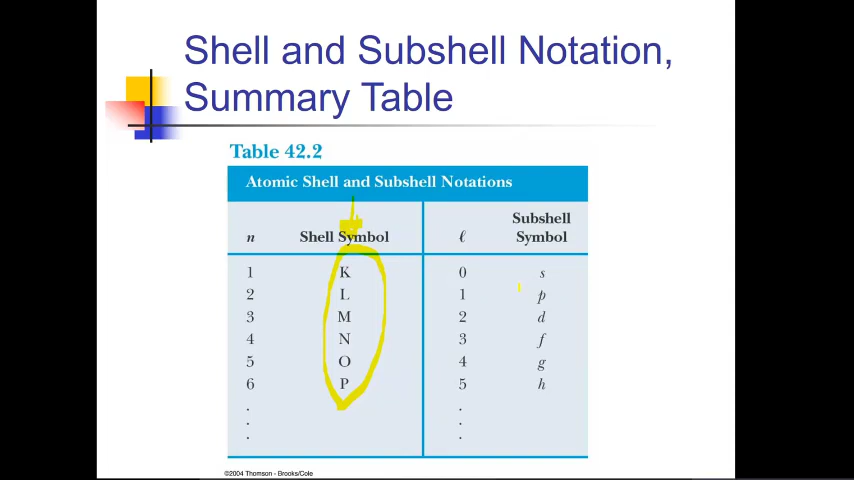 Shell and Subshell Notation,
Summary Table
Table 42.2
Atomic Shell and Subshell Notations
n Shell Symbol ℓ Subshell Symbol
1 K 0 s
2 L 1 p
3 M 2 d
4 N 3 f
5 O 4 g
6 P 5 h
. .
. .
. .
©2004 Thomson - Brooks/Cole